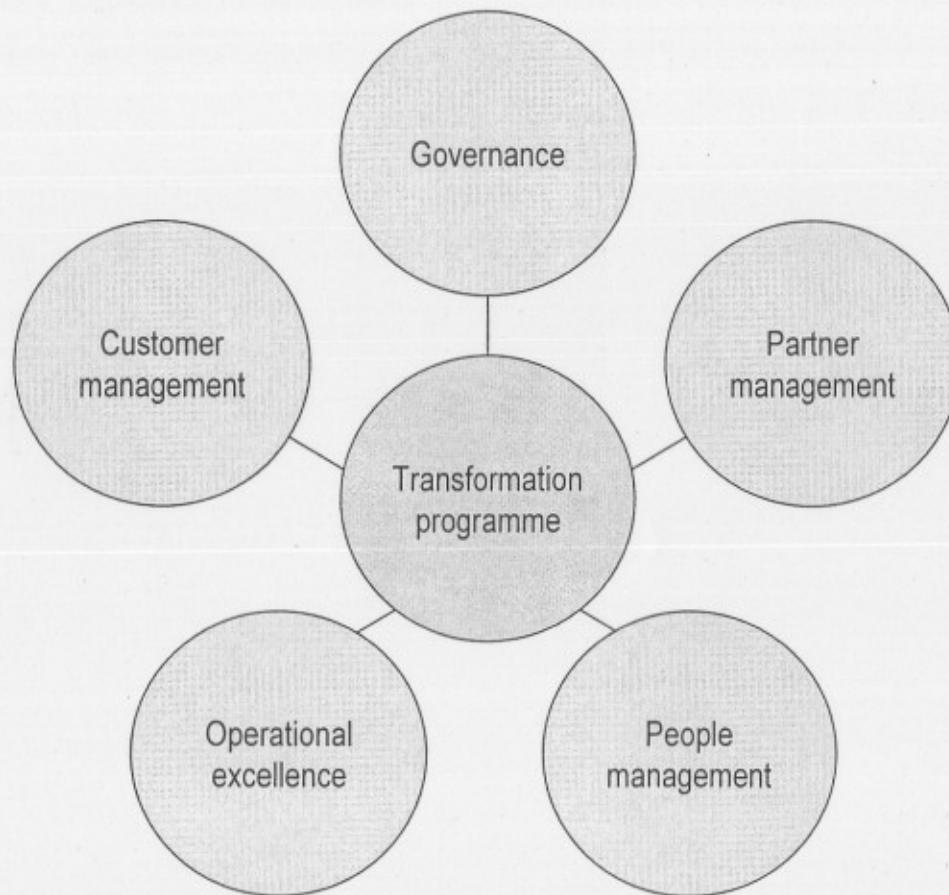 Governance
Customer
management
Partner
management
Transformation
programme
Operational
excellence
People
management